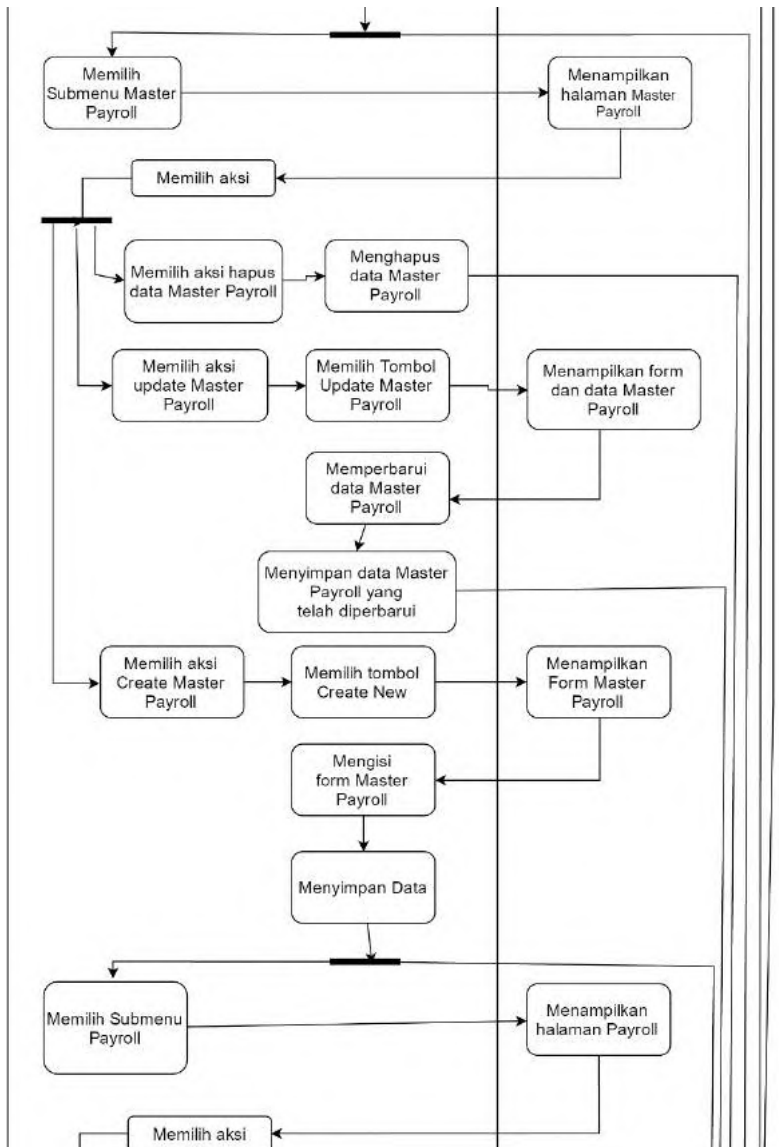 Memilih
Submenu Master
Payroll
Menampilkan
halaman Master
Payroll
Memilih aksi
Memilih aksi hapus
data Master Payroll
Menghapus
data Master
Payroll
Memilih aksi
update Master
Payroll
Memilih Tombol
Update Master
Payroll
Menampilkan form
dan data Master
Payroll
Memperbarui
data Master
Payroll
Menyimpan data Master
Payroll yang
telah diperbarui
Memilih aksi
Create Master
Payroll
Memilih tombol
Create New
Menampilkan
Form Master
Payroll
Mengisi
form Master
Payroll
Menyimpan Data
Memilih Submenu
Payroll
Menampilkan
halaman Payroll
Memilih aksi